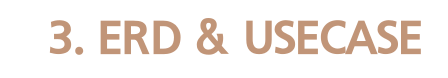 3. ERD & USECASE